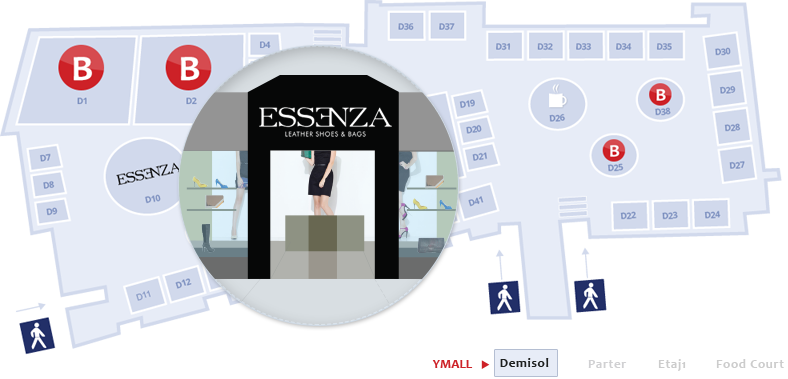 D36
D37
D4
D31
D32
D33
D34
D35
D30
B
D1
B
D2
ESSENZA
LEATHER SHOES & BAGS
D19
D20
D21
D41
D26
B
D38
B
D25
D29
D28
D27
D7
D8
D9
ESSENZA
D10
D22
D23
D24
D11
D12
YMALL
Demisol
Parter
Etaj1
Food Court